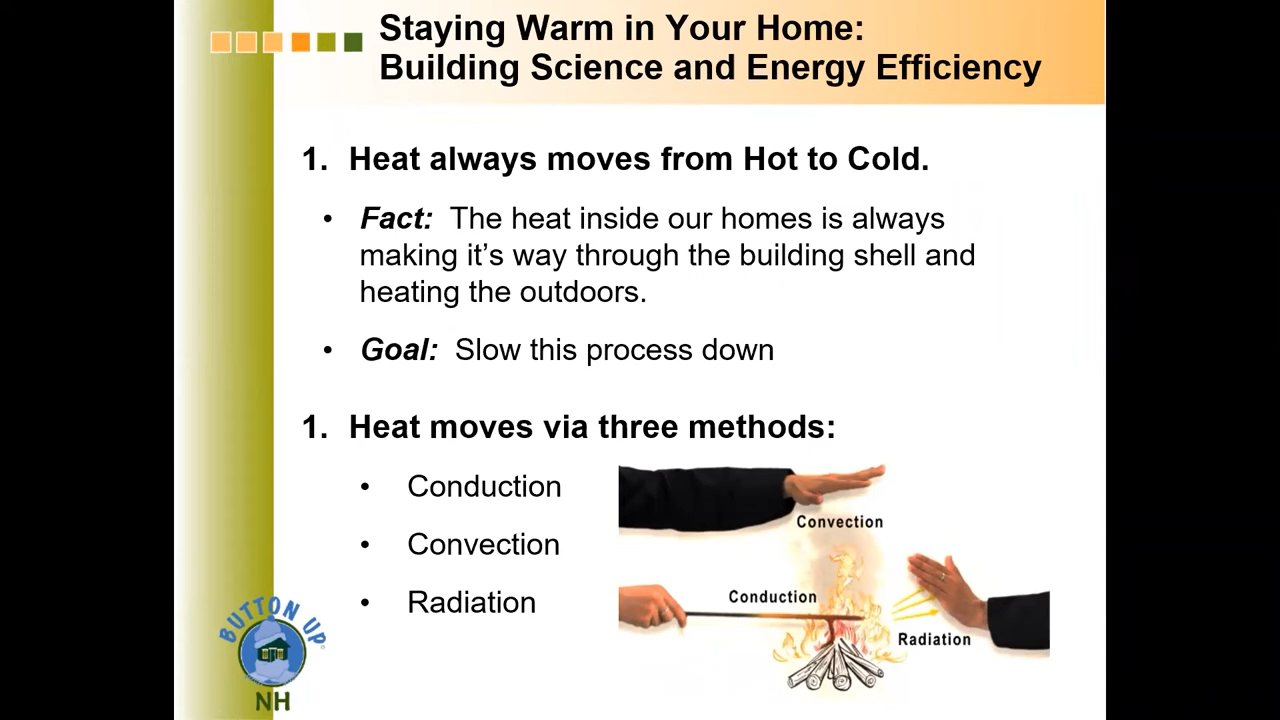 Staying Warm in Your Home:
Building Science and Energy Efficiency
1. Heat always moves from Hot to Cold.
• Fact: The heat inside our homes is always
making it’s way through the building shell and
heating the outdoors.
• Goal: Slow this process down
1. Heat moves via three methods:
• Conduction
• Convection
• Radiation
Convection
Conduction
Radiation
BUTTON UP
NH